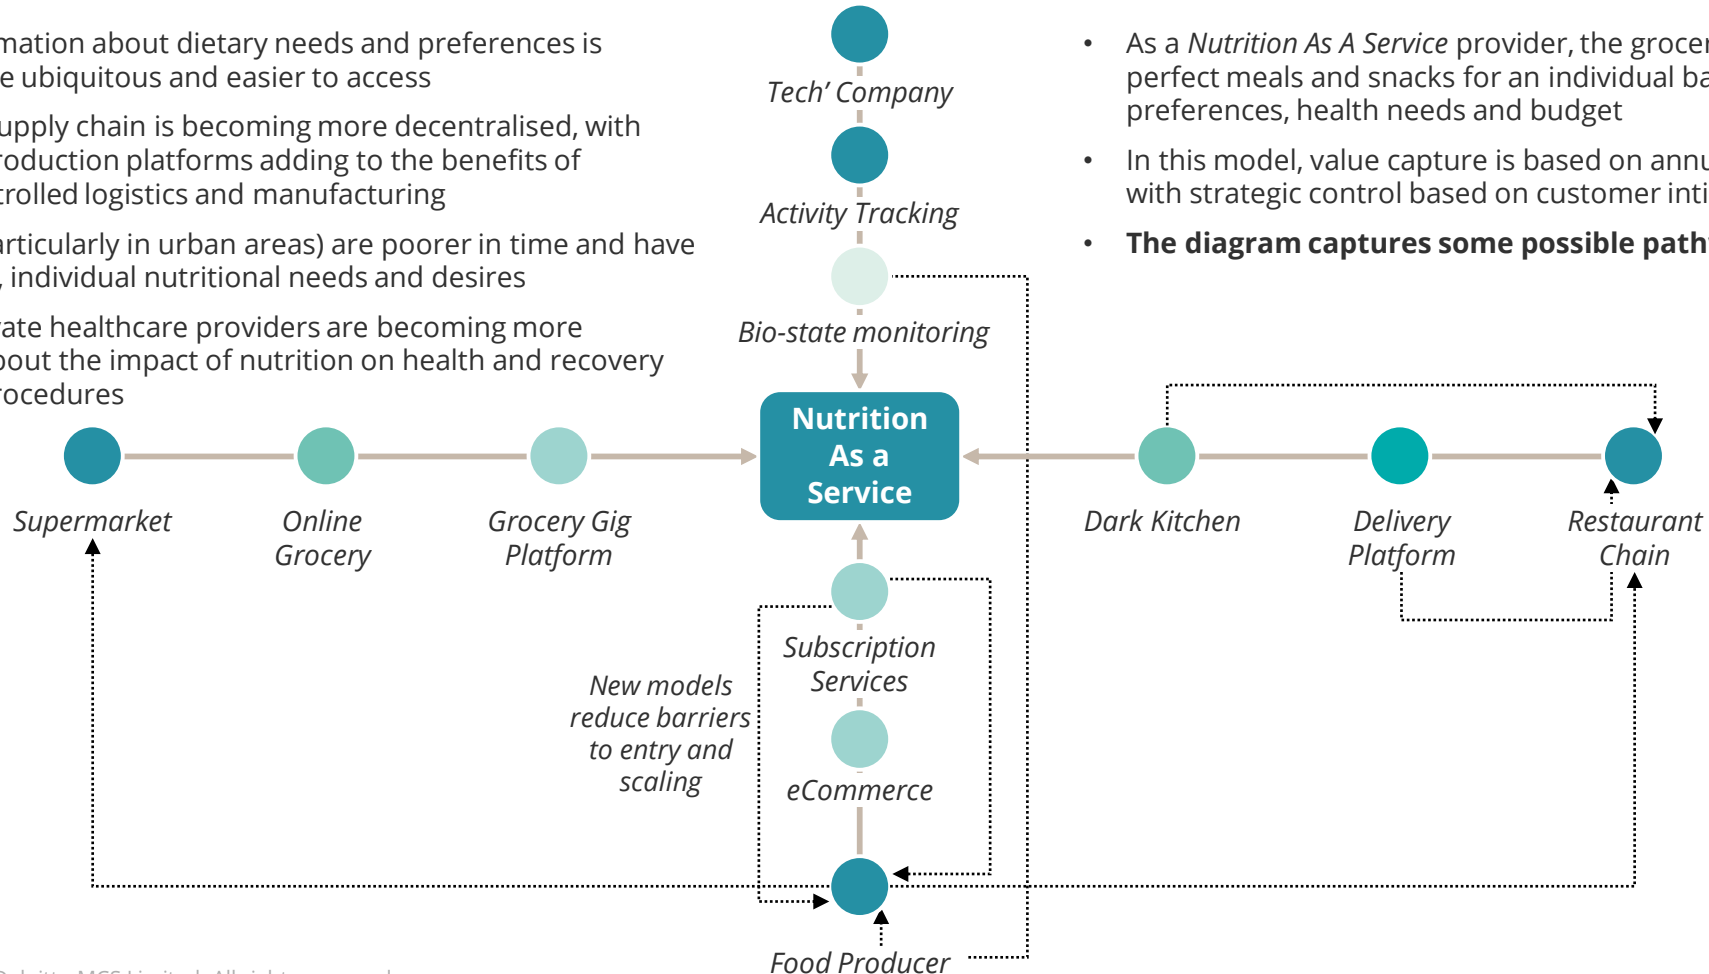 mation about dietary needs and preferences is
e ubiquitous and easier to access
upply chain is becoming more decentralised, with
roduction platforms adding to the benefits of
trolled logistics and manufacturing
articularly in urban areas) are poorer in time and have
, individual nutritional needs and desires
vate healthcare providers are becoming more
bout the impact of nutrition on health and recovery
rocedures
Tech’ Company
Activity Tracking
Bio-state monitoring
• As a Nutrition As A Service provider, the grocer
perfect meals and snacks for an individual ba
preferences, health needs and budget
• In this model, value capture is based on annu
with strategic control based on customer inti
• The diagram captures some possible path
Nutrition
As a
Service
Supermarket
Online
Grocery
Grocery Gig
Platform
Dark Kitchen
Delivery
Platform
Restaurant
Chain
Subscription
Services
New models
reduce barriers
to entry and
scaling
eCommerce
Food Producer